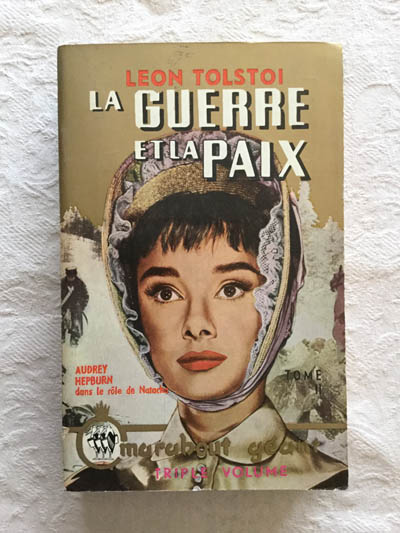 LEON TOLSTOI
LA GUERRE
ET LA PAIX
AUDREY
HEPBURN
dans le rôle de Natacha
TOME
II
marabout géant
TRIPLE VOLUME